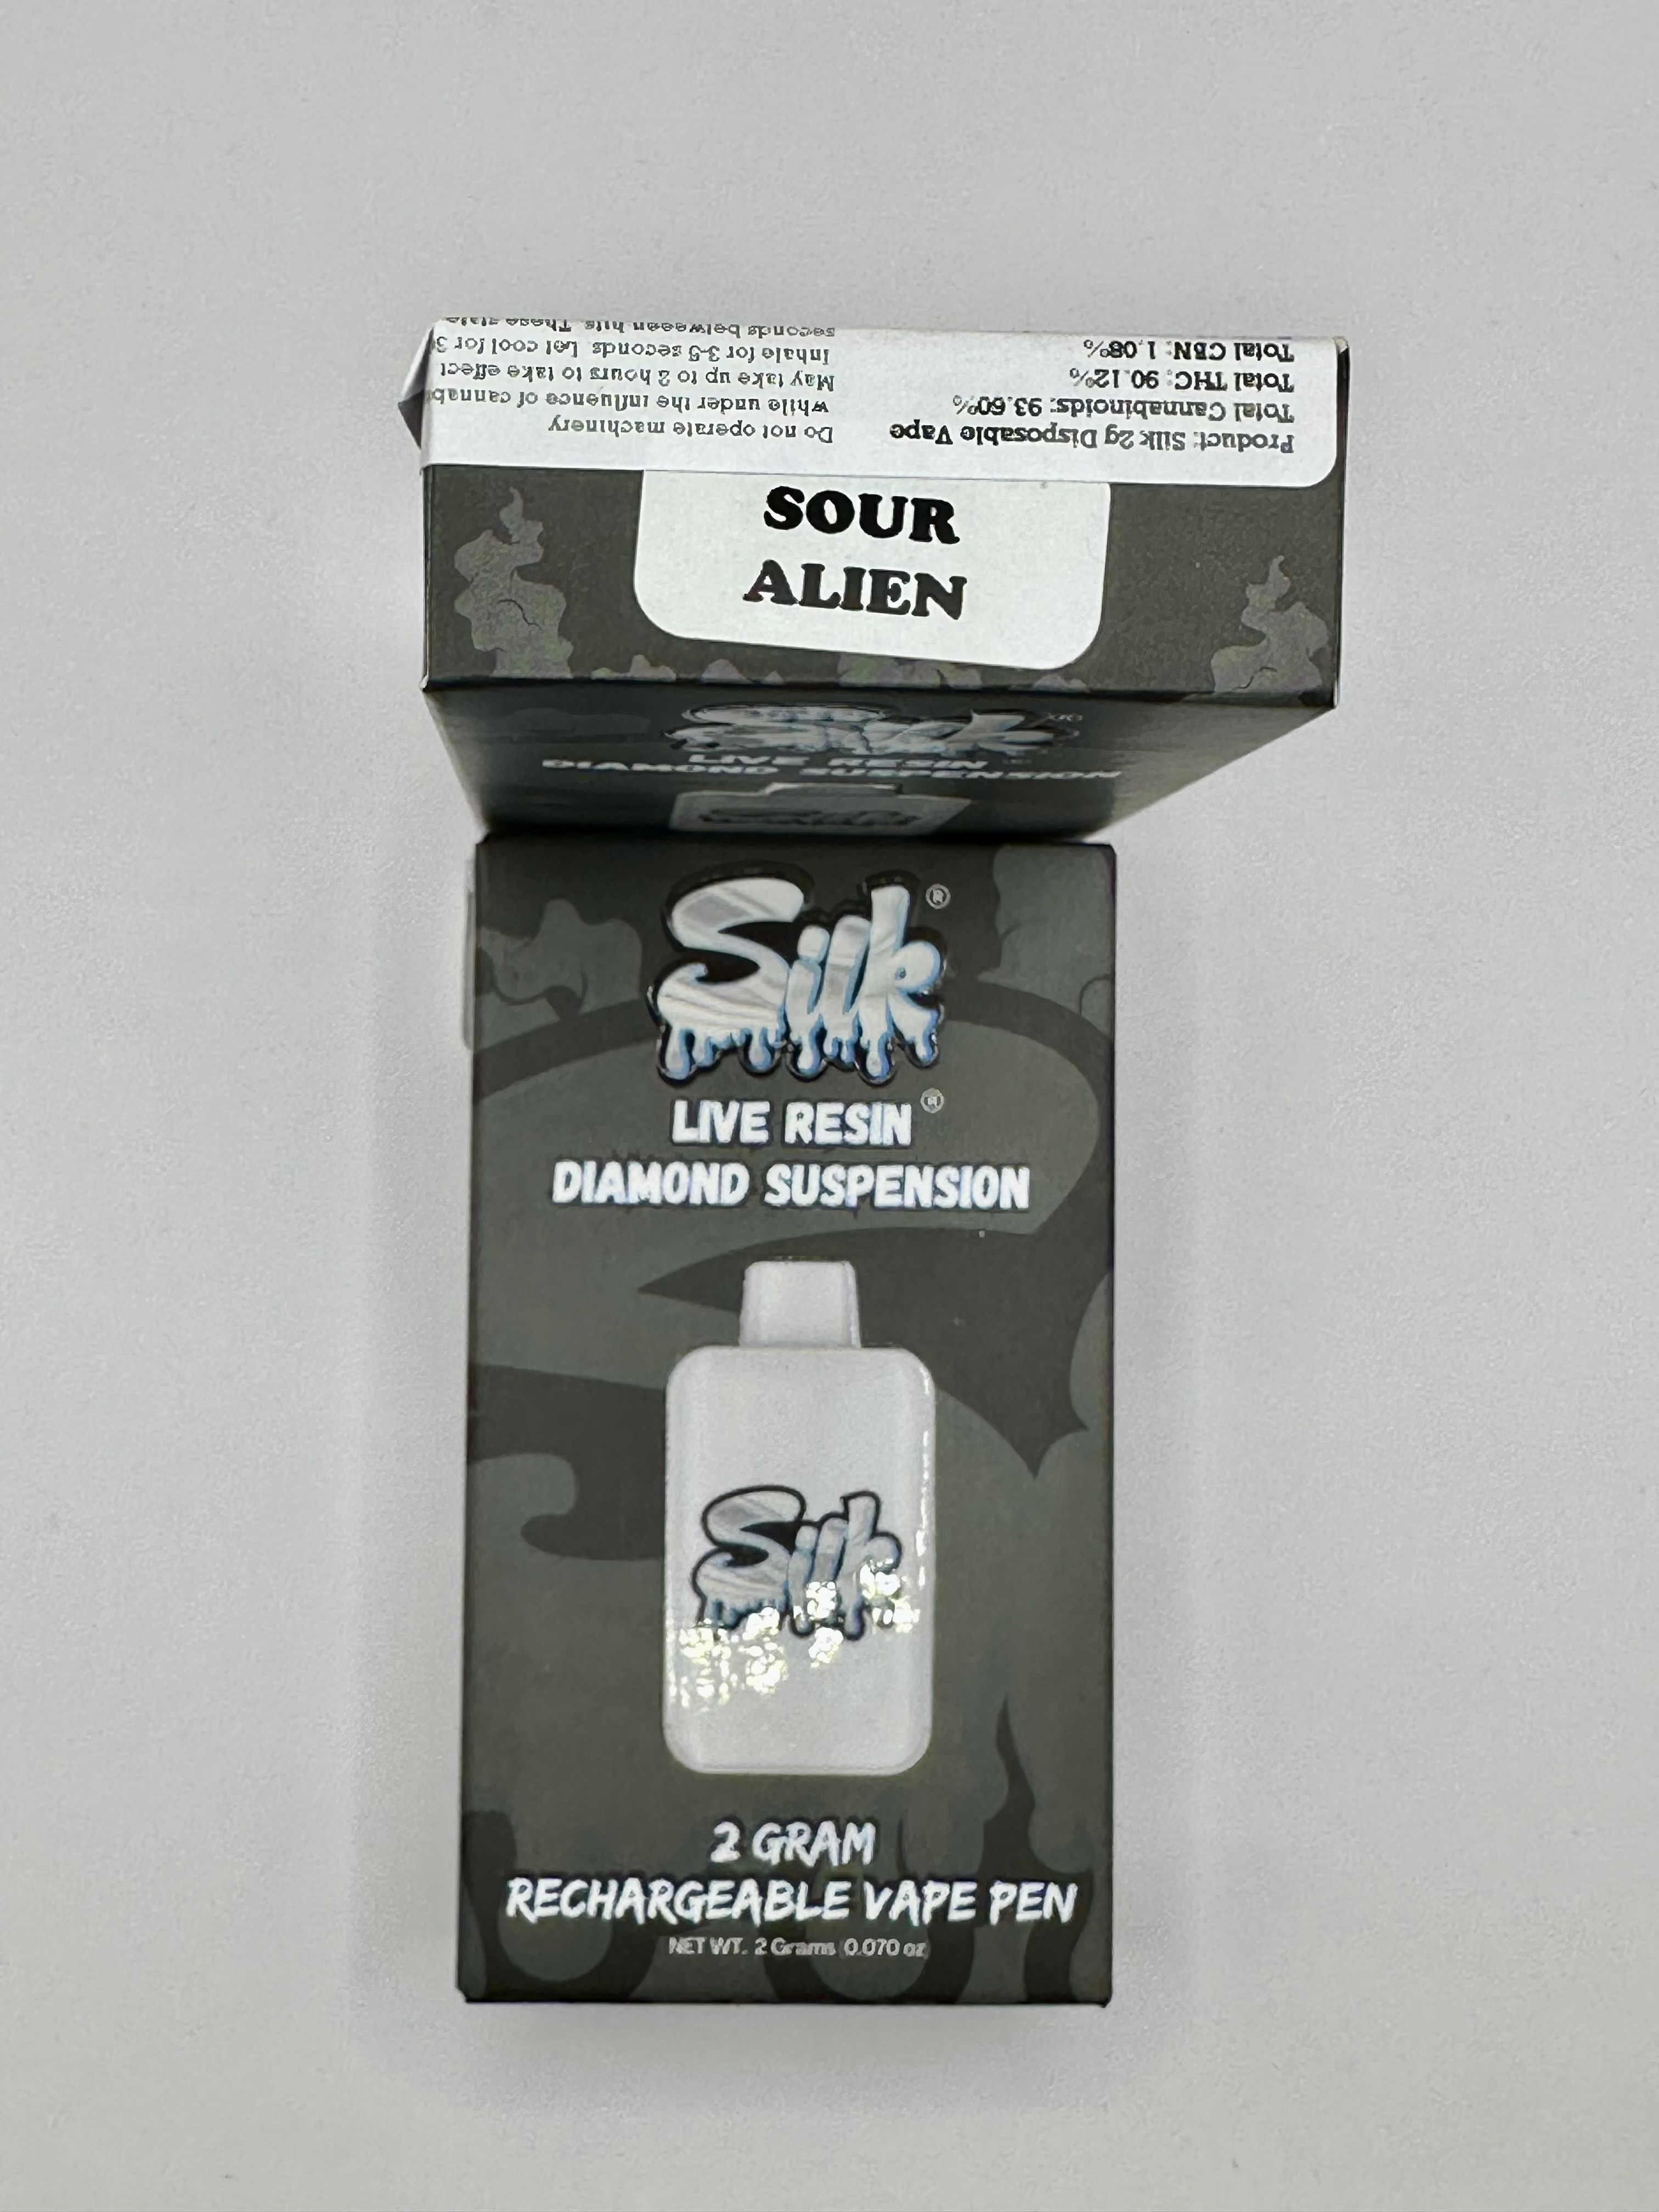 seconds betweeen hits. These state
Inhale for 3-5 seconds. Let cool for 3
May take up to 2 hours to take effect
while under the influence of cannab
Do not operate machinery
Product: Silk 2g Disposable Vape
Total Cannabinoids: 93.60%
Total THC: 90.12%
Total CBN: 1.08%
SOUR
ALIEN
Silk
LIVE RESIN
DIAMOND SUSPENSION
Silk®
LIVE RESIN®
DIAMOND SUSPENSION
Silk
2 GRAM
RECHARGEABLE VAPE PEN
NET WT. 2 Grams 0.070 oz